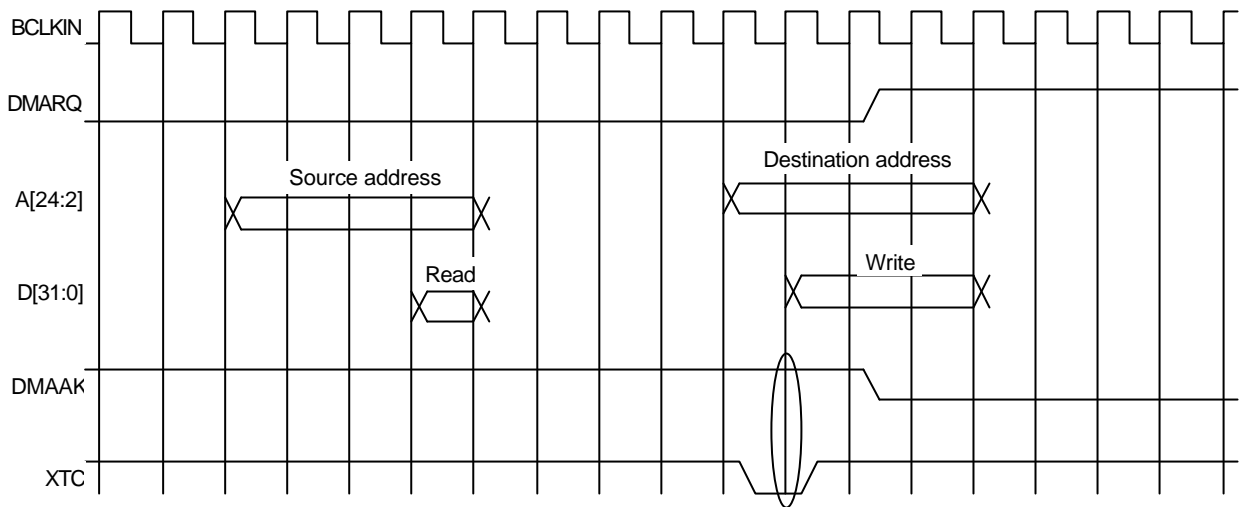 BCLKIN
DMARQ
Destination address
Source address
A[24:2]
Write
Read
D[31:0]
DMAAK
XTC